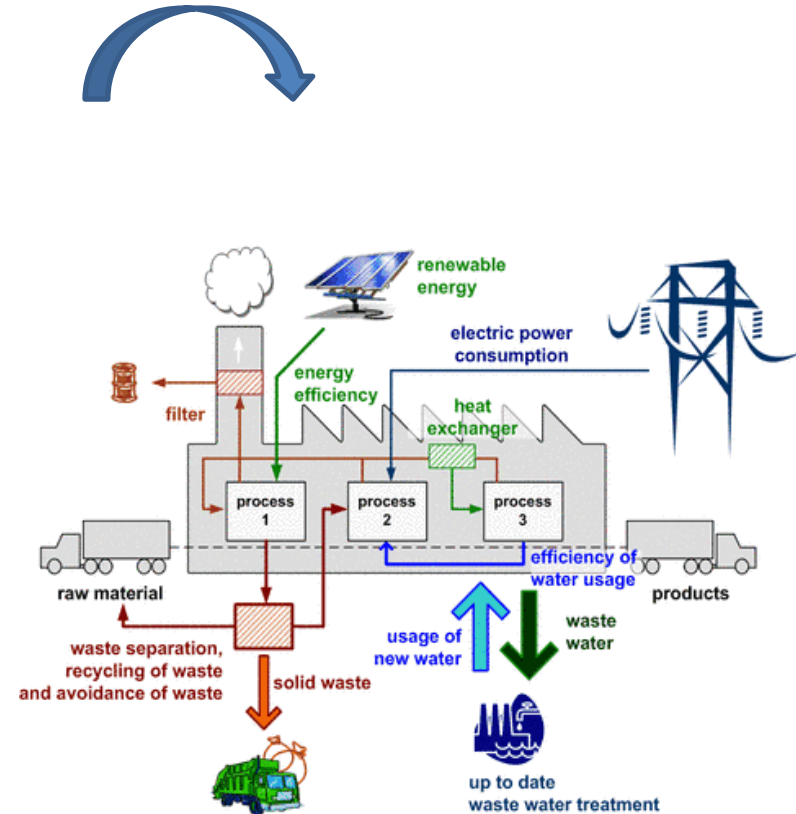 renewable
energy
electric power
consumption
energy
efficiency
filter
heat
exchanger
process
1
process
2
process
3
efficiency of
water usage
raw material
products
waste separation,
recycling of waste
and avoidance of waste
solid waste
usage of
new water
waste
water
up to date
waste water treatment